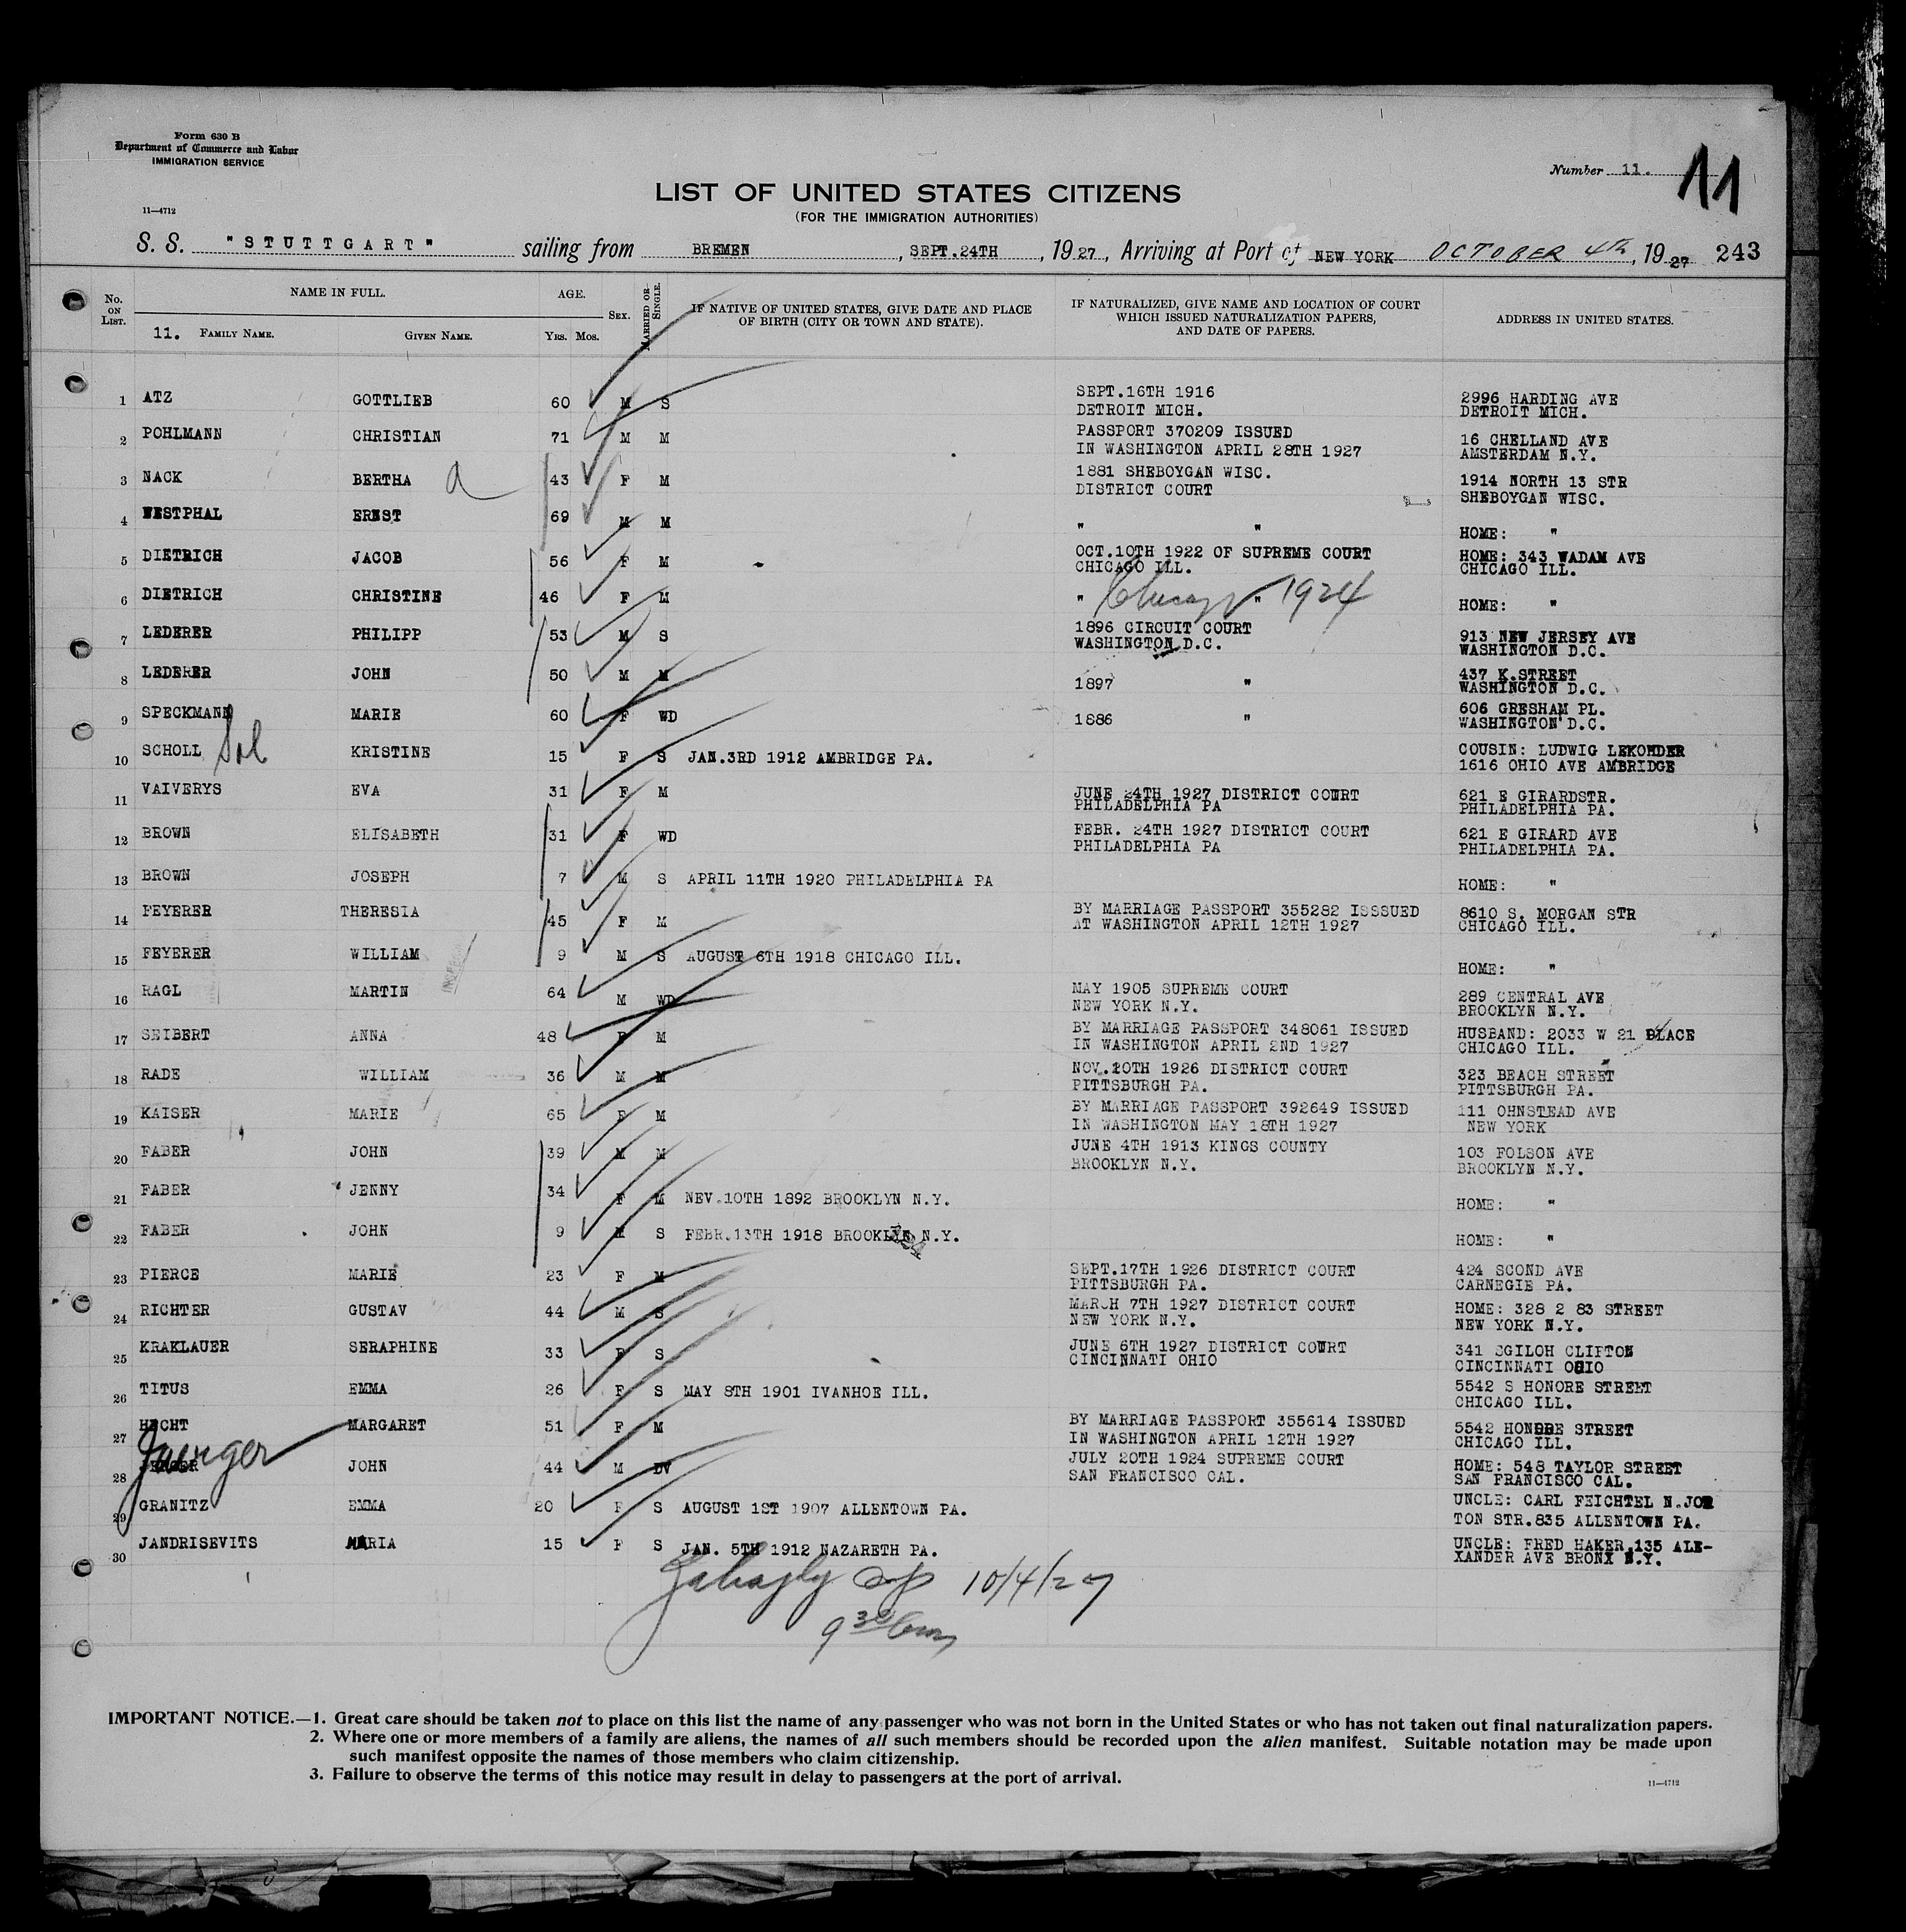 Form 630 B
Department of Commerce and Labor
IMMIGRATION SERVICE
Number 11. 11
LIST OF UNITED STATES CITIZENS
(FOR THE IMMIGRATION AUTHORITIES)
11—4712
S. S. "STUTTGART" sailing from BREMEN, SEPT.24TH, 1927, Arriving at Port of NEW YORK OCTOBER 4th, 1927 243
No. ON LIST. NAME IN FULL. AGE. SEX. MARRIED OR SINGLE. IF NATIVE OF UNITED STATES, GIVE DATE AND PLACE OF BIRTH (CITY OR TOWN AND STATE). IF NATURALIZED, GIVE NAME AND LOCATION OF COURT WHICH ISSUED NATURALIZATION PAPERS, AND DATE OF PAPERS. ADDRESS IN UNITED STATES.
11. FAMILY NAME. GIVEN NAME. YRS. MOS.
1 ATZ GOTTLIEB 60 M S SEPT.16TH 1916 2996 HARDING AVE
DETROIT MICH. DETROIT MICH.
2 POHLMANN CHRISTIAN 71 M M PASSPORT 370209 ISSUED 16 CHELLAND AVE
IN WASHINGTON APRIL 28TH 1927 AMSTERDAM N.Y.
3 NACK BERTHA 43 F M 1881 SHEBOYGAN WISC. 1914 NORTH 13 STR
DISTRICT COURT SHEBOYGAN WISC.
4 WESTPHAL ERNST 69 M M " " HOME: "
5 DIETRICH JACOB 56 F M OCT.10TH 1922 OF SUPREME COURT HOME: 343 WADAM AVE
CHICAGO ILL. CHICAGO ILL.
6 DIETRICH CHRISTINE 46 F M " Chicago " 1924 HOME: "
7 LEDERER PHILIPP 53 M S 1896 CIRCUIT COURT 913 NEW JERSEY AVE
WASHINGTON D.C. WASHINGTON D.C.
8 LEDERER JOHN 50 M M 1897 " 437 K.STREET
WASHINGTON D.C.
9 SPECKMANN MARIE 60 F WD 1886 " 606 GRESHAM PL.
WASHINGTON D.C.
10 SCHOLL KRISTINE 15 F S JAN.3RD 1912 AMBRIDGE PA. COUSIN: LUDWIG LEKOHDER
1616 OHIO AVE AMBRIDGE
11 VAIVERYS EVA 31 F M JUNE 24TH 1927 DISTRICT COURT 621 E GIRARDSTR.
PHILADELPHIA PA PHILADELPHIA PA.
12 BROWN ELISABETH 31 F WD FEBR. 24TH 1927 DISTRICT COURT 621 E GIRARD AVE
PHILADELPHIA PA PHILADELPHIA PA.
13 BROWN JOSEPH 7 M S APRIL 11TH 1920 PHILADELPHIA PA HOME: "
14 FEYERER THERESIA 45 F M BY MARRIAGE PASSPORT 355282 ISSSUED 8610 S. MORGAN STR
AT WASHINGTON APRIL 12TH 1927 CHICAGO ILL.
15 FEYERER WILLIAM 9 M S AUGUST 6TH 1918 CHICAGO ILL. HOME: "
16 RAGL MARTIN 64 M WD MAY 1905 SUPREME COURT 289 CENTRAL AVE
NEW YORK N.Y. BROOKLYN N.Y.
17 SEIBERT ANNA 48 F M BY MARRIAGE PASSPORT 348061 ISSUED HUSBAND: 2033 W 21 PLACE
IN WASHINGTON APRIL 2ND 1927 CHICAGO ILL.
18 RADE WILLIAM 36 M M NOV.20TH 1926 DISTRICT COURT 323 BEACH STREET
PITTSBURGH PA. PITTSBURGH PA.
19 KAISER MARIE 65 F M BY MARRIAGE PASSPORT 392649 ISSUED 111 OHNSTEAD AVE
IN WASHINGTON MAY 18TH 1927 NEW YORK
20 FABER JOHN 39 M M JUNE 4TH 1913 KINGS COUNTY 103 FOLSON AVE
BROOKLYN N.Y. BROOKLYN N.Y.
21 FABER JENNY 34 F M NEV.10TH 1892 BROOKLYN N.Y. HOME: "
22 FABER JOHN 9 M S FEBR.13TH 1918 BROOKLYN N.Y. HOME: "
23 PIERCE MARIE 23 F M SEPT.17TH 1926 DISTRICT COURT 424 SCOND AVE
PITTSBURGH PA. CARNEGIE PA.
24 RICHTER GUSTAV 44 M S MARCH 7TH 1927 DISTRICT COURT HOME: 328 2 83 STREET
NEW YORK N.Y. NEW YORK N.Y.
25 KRAKLAUER SERAPHINE 33 F S JUNE 6TH 1927 DISTRICT COURT 341 SGILOH CLIFTON
CINCINNATI OHIO CINCINNATI OHIO
26 TITUS EMMA 26 F S MAY 8TH 1901 IVANHOE ILL. 5542 S HONORE STREET
CHICAGO ILL.
27 HECHT MARGARET 51 F M BY MARRIAGE PASSPORT 355614 ISSUED 5542 HONORE STREET
IN WASHINGTON APRIL 12TH 1927 CHICAGO ILL.
Juerger
28 JOHN 44 M DV JULY 20TH 1924 SUPREME COURT HOME: 548 TAYLOR STREET
SAN FRANCISCO CAL. SAN FRANCISCO CAL.
29 GRANITZ EMMA 20 F S AUGUST 1ST 1907 ALLENTOWN PA. UNCLE: CARL FEICHTEL N.JOR
TON STR.835 ALLENTOWN PA.
30 JANDRISEVITS MARIA 15 F S JAN. 5TH 1912 NAZARETH PA. UNCLE: FRED HAKER,135 ALE-
XANDER AVE BRONX N.Y.
10/4/27
9 30
IMPORTANT NOTICE.—1. Great care should be taken not to place on this list the name of any passenger who was not born in the United States or who has not taken out final naturalization papers.
2. Where one or more members of a family are aliens, the names of all such members should be recorded upon the alien manifest. Suitable notation may be made upon
such manifest opposite the names of those members who claim citizenship.
3. Failure to observe the terms of this notice may result in delay to passengers at the port of arrival.
11—4712